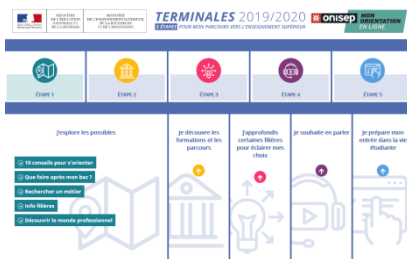 MINISTÈRE
DE L'ÉDUCATION
NATIONALE ET
DE LA JEUNESSE
MINISTÈRE
DE L'ENSEIGNEMENT SUPÉRIEUR,
DE LA RECHERCHE
ET DE L'INNOVATION
TERMINALES 2019/2020
5 ÉTAPES POUR MON PARCOURS VERS L'ENSEIGNEMENT SUPÉRIEUR
onisep
MON
ORIENTATION
EN LIGNE
ÉTAPE 1
ÉTAPE 2
ÉTAPE 3
ÉTAPE 4
ÉTAPE 5
J'explore les possibles
10 conseils pour s'orienter
Que faire après mon bac ?
Rechercher un métier
Info filières
Découvrir le monde professionnel
Je découvre les
formations et les
parcours
J'approfondis
certaines filières
pour éclairer mes
choix
Je souhaite en parler
Je prépare mon
entrée dans la vie
étudiante